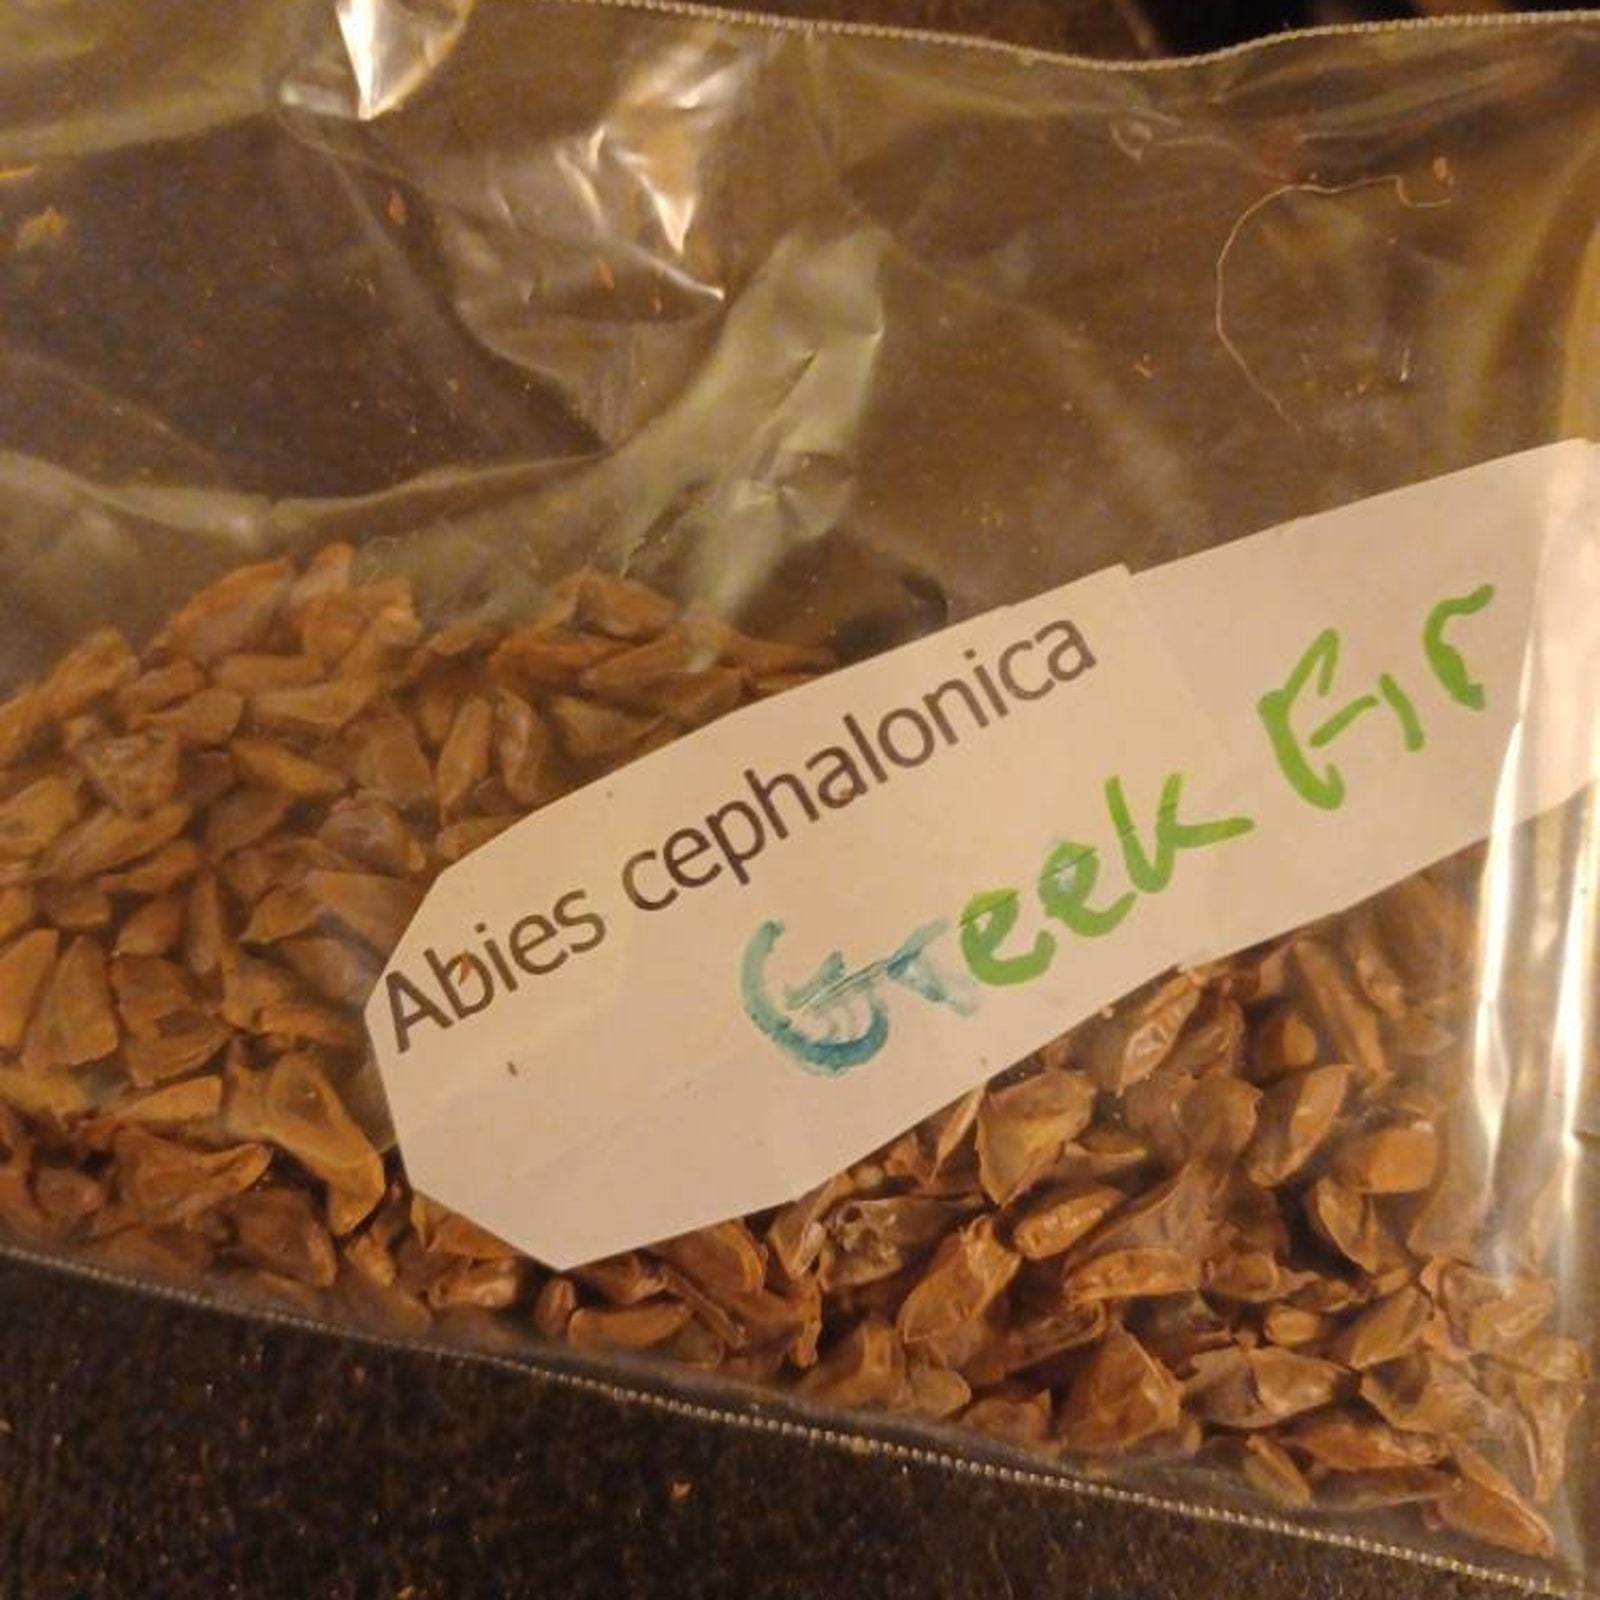 Abies cephalonica
Greek Fir